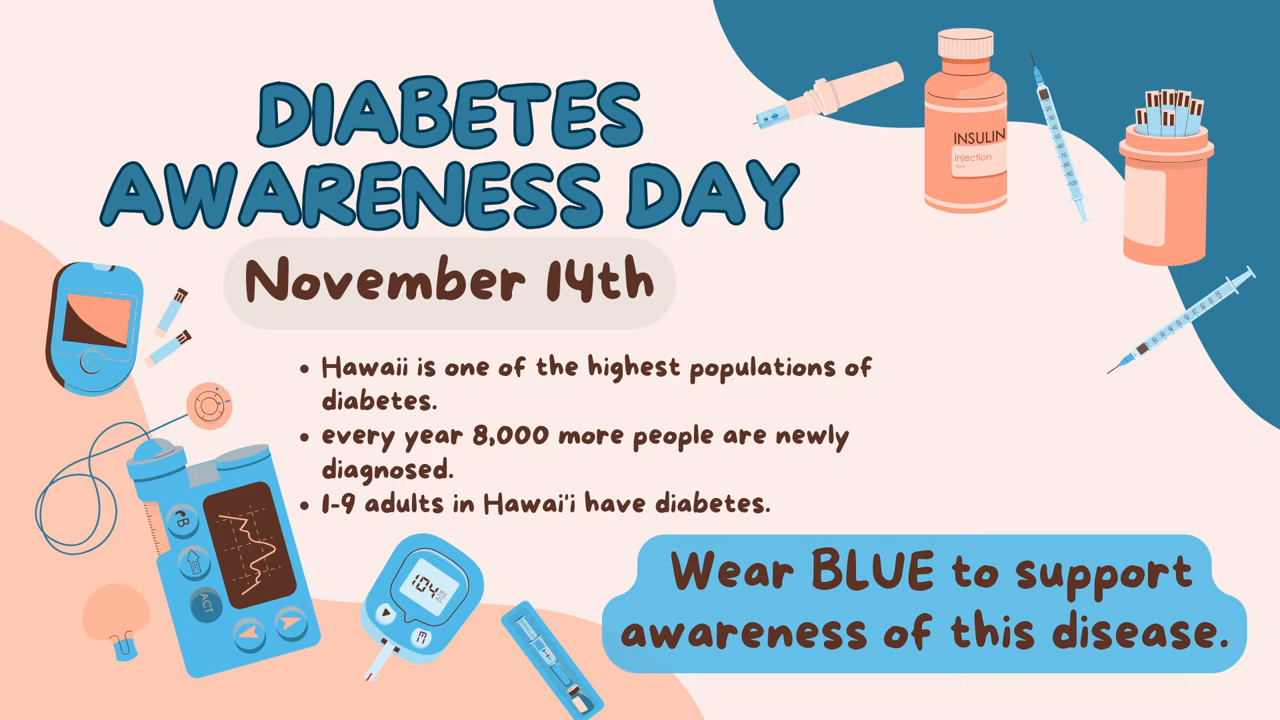 DIABETES
AWARENESS DAY
November 14th
• Hawaii is one of the highest populations of
diabetes.
• every year 8,000 more people are newly
diagnosed.
• 1-9 adults in Hawai'i have diabetes.
Wear BLUE to support
awareness of this disease.
INSULIN
Injection
104
B
ACT